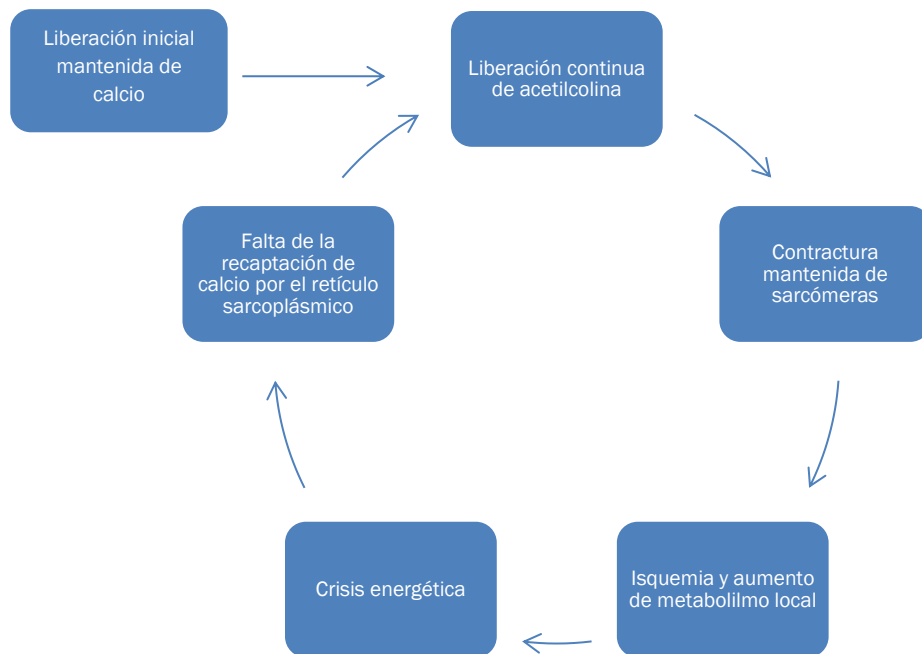 Liberación inicial
mantenida de
calcio
Liberación continua
de acetilcolina
Contractura
mantenida de
sarcómeras
Isquemia y aumento
de metabolilmo local
Crisis energética
Falta de la
recaptación de
calcio por el retículo
sarcoplásmico